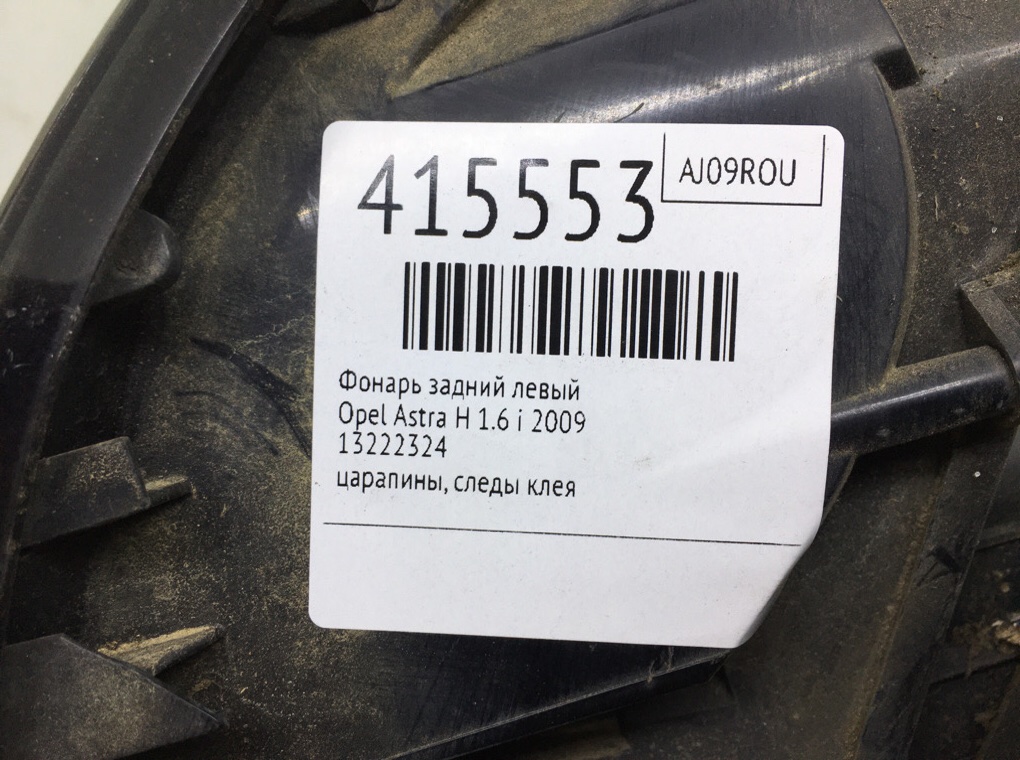 415553
AJ09ROU
Фонарь задний левый
Opel Astra H 1.6 i 2009
13222324
царапины, следы клея